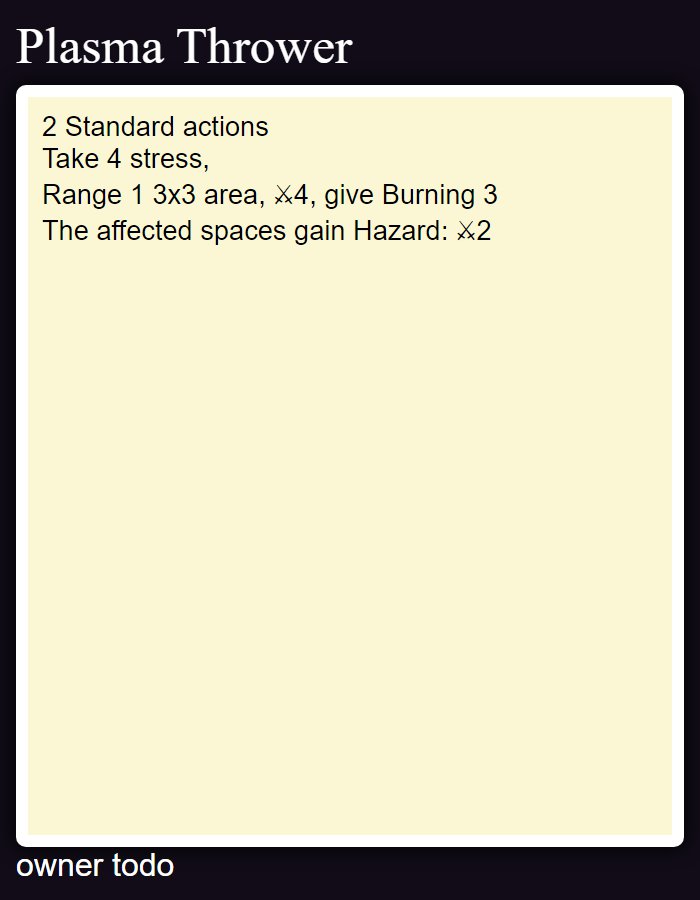 Plasma Thrower
2 Standard actions
Take 4 stress,
Range 1 3x3 area, ⚔4, give Burning 3
The affected spaces gain Hazard: ⚔2
owner todo